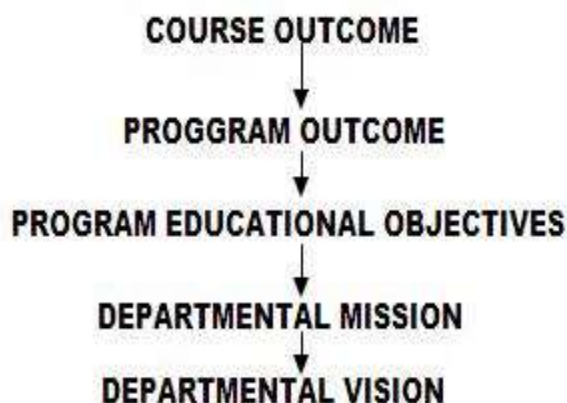 COURSE OUTCOME
PROGGRAM OUTCOME
PROGRAM EDUCATIONAL OBJECTIVES
DEPARTMENTAL MISSION
DEPARTMENTAL VISION